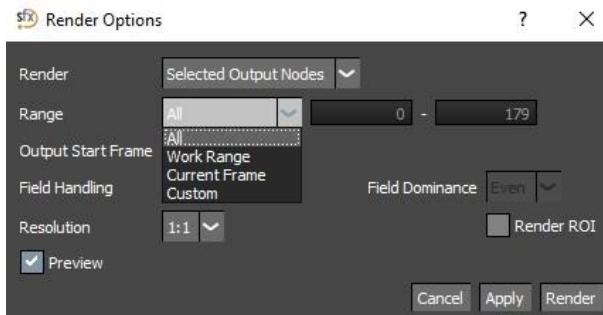 sfx Render Options ? ×
Render Selected Output Nodes
Range All 0 - 179
All
Output Start Frame
Work Range
Current Frame
Field Handling Custom Field Dominance Even
Resolution 1:1 Render ROI
Preview
Cancel Apply Render